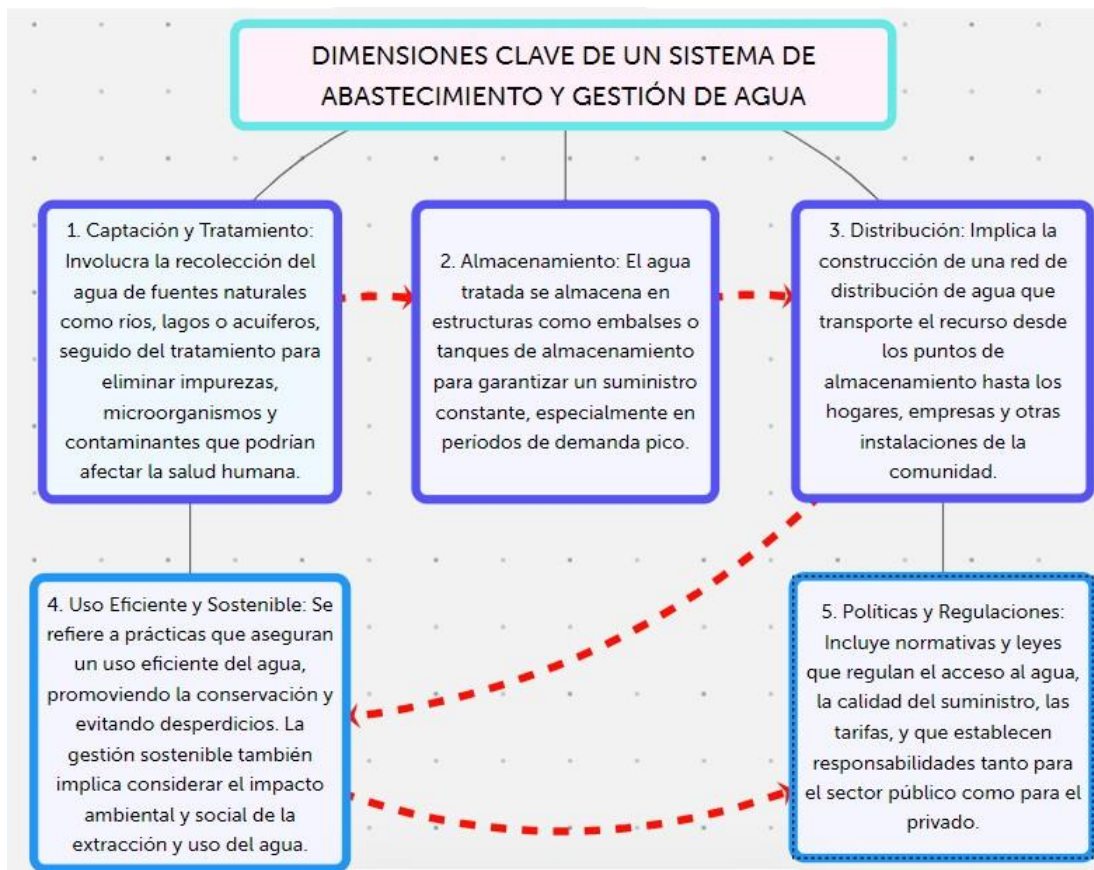 DIMENSIONES CLAVE DE UN SISTEMA DE
ABASTECIMIENTO Y GESTIÓN DE AGUA
1. Captación y Tratamiento:
Involucra la recolección del
agua de fuentes naturales
como ríos, lagos o acuíferos,
seguido del tratamiento para
eliminar impurezas,
microorganismos y
contaminantes que podrían
afectar la salud humana.
2. Almacenamiento: El agua
tratada se almacena en
estructuras como embalses o
tanques de almacenamiento
para garantizar un suministro
constante, especialmente en
períodos de demanda pico.
3. Distribución: Implica la
construcción de una red de
distribución de agua que
transporte el recurso desde
los puntos de
almacenamiento hasta los
hogares, empresas y otras
instalaciones de la
comunidad.
4. Uso Eficiente y Sostenible: Se
refiere a prácticas que aseguran
un uso eficiente del agua,
promoviendo la conservación y
evitando desperdicios. La
gestión sostenible también
implica considerar el impacto
ambiental y social de la
extracción y uso del agua.
5. Políticas y Regulaciones:
Incluye normativas y leyes
que regulan el acceso al agua,
la calidad del suministro, las
tarifas, y que establecen
responsabilidades tanto para
el sector público como para el
privado.